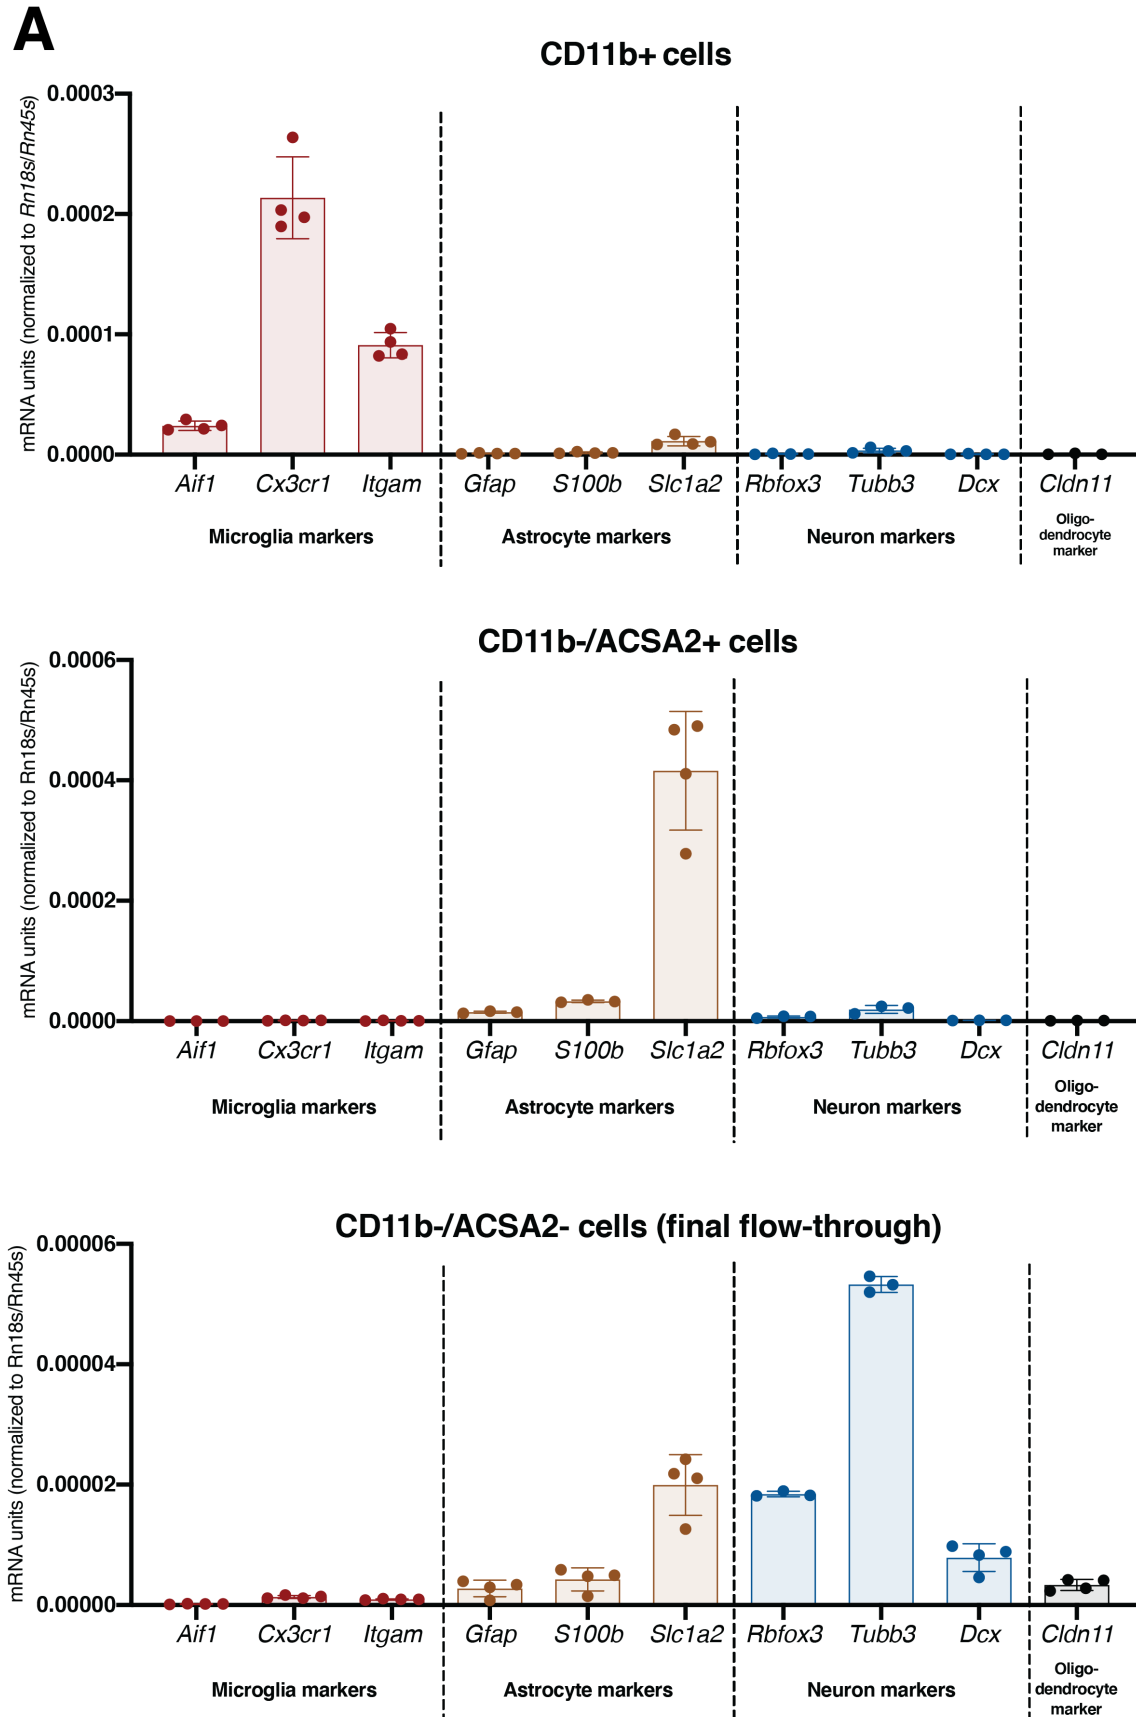 A
CD11b+ cells
mRNA units (normalized to Rn18s/Rn45s)
0.0003
0.0002
0.0001
0.0000
Aif1 Cx3cr1 Itgam Gfap S100b Slc1a2 Rbfox3 Tubb3 Dcx Cldn11
Microglia markers Astrocyte markers Neuron markers
Oligo-
dendrocyte
marker
CD11b-/ACSA2+ cells
mRNA units (normalized to Rn18s/Rn45s)
0.0006
0.0004
0.0002
0.0000
Aif1 Cx3cr1 Itgam Gfap S100b Slc1a2 Rbfox3 Tubb3 Dcx Cldn11
Microglia markers Astrocyte markers Neuron markers
Oligo-
dendrocyte
marker
CD11b-/ACSA2- cells (final flow-through)
mRNA units (normalized to Rn18s/Rn45s)
0.00006
0.00004
0.00002
0.00000
Aif1 Cx3cr1 Itgam Gfap S100b Slc1a2 Rbfox3 Tubb3 Dcx Cldn11
Microglia markers Astrocyte markers Neuron markers
Oligo-
dendrocyte
marker